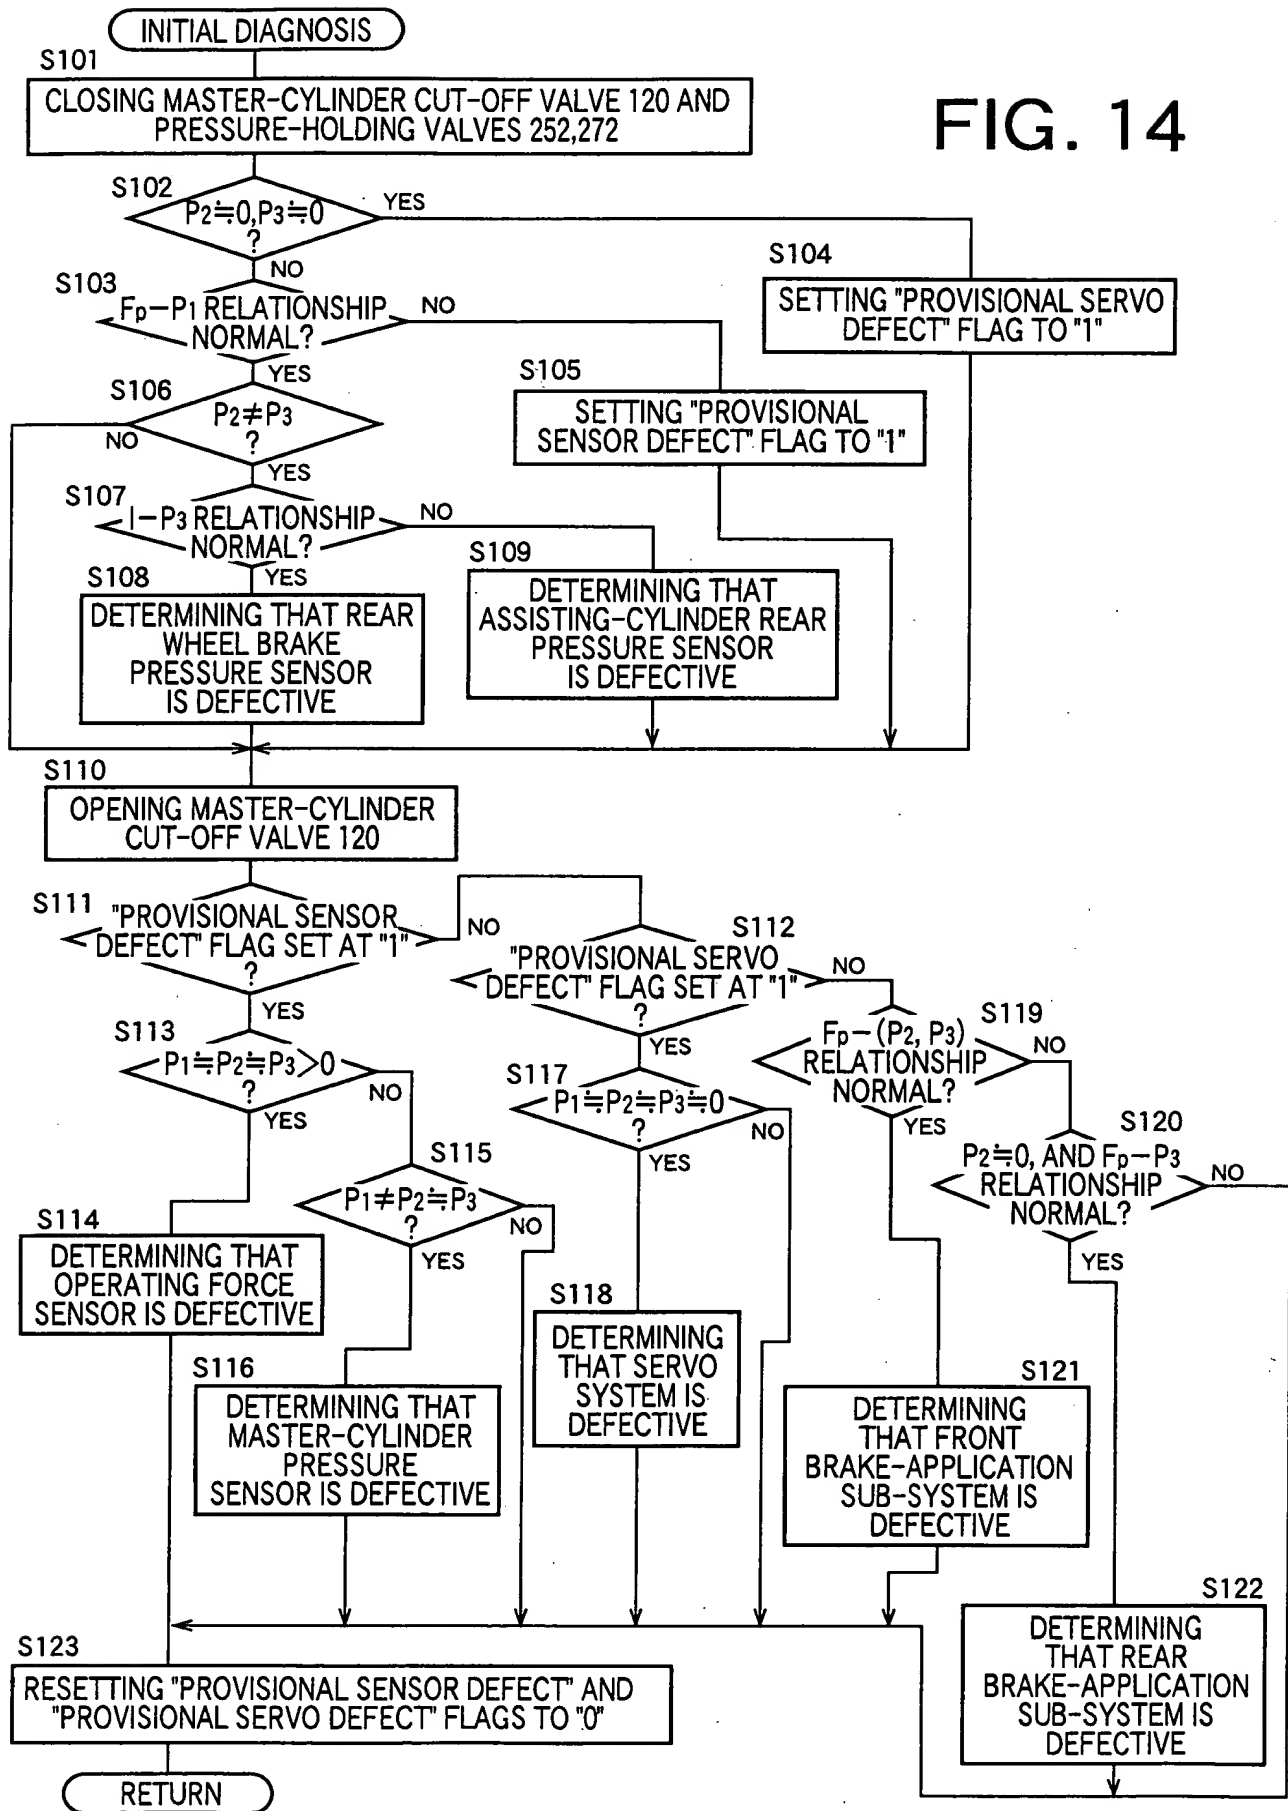 INITIAL DIAGNOSIS
S101
CLOSING MASTER-CYLINDER CUT-OFF VALVE 120 AND
PRESSURE-HOLDING VALVES 252,272
FIG. 14
S102
P2≒0,P3≒0
?
YES
NO
S103
Fp-P1 RELATIONSHIP
NORMAL?
NO
YES
S104
SETTING "PROVISIONAL SERVO
DEFECT" FLAG TO "1"
S105
SETTING "PROVISIONAL
SENSOR DEFECT" FLAG TO "1"
S106
P2≠P3
?
NO
YES
S107
I-P3 RELATIONSHIP
NORMAL?
NO
YES
S108
DETERMINING THAT REAR
WHEEL BRAKE
PRESSURE SENSOR
IS DEFECTIVE
S109
DETERMINING THAT
ASSISTING-CYLINDER REAR
PRESSURE SENSOR
IS DEFECTIVE
S110
OPENING MASTER-CYLINDER
CUT-OFF VALVE 120
S111
"PROVISIONAL SENSOR
DEFECT" FLAG SET AT "1"
?
NO
YES
S112
"PROVISIONAL SERVO
DEFECT" FLAG SET AT "1"
?
NO
YES
S113
P1≒P2≒P3>0
?
NO
YES
S114
DETERMINING THAT
OPERATING FORCE
SENSOR IS DEFECTIVE
S115
P1≠P2≒P3
?
NO
YES
S116
DETERMINING THAT
MASTER-CYLINDER
PRESSURE
SENSOR IS DEFECTIVE
S117
P1≒P2≒P3≒0
?
NO
YES
S118
DETERMINING
THAT SERVO
SYSTEM IS
DEFECTIVE
S119
Fp-(P2, P3)
RELATIONSHIP
NORMAL?
NO
YES
S120
P2≒0, AND Fp-P3
RELATIONSHIP
NORMAL?
NO
YES
S121
DETERMINING
THAT FRONT
BRAKE-APPLICATION
SUB-SYSTEM IS
DEFECTIVE
S122
DETERMINING
THAT REAR
BRAKE-APPLICATION
SUB-SYSTEM IS
DEFECTIVE
S123
RESETTING "PROVISIONAL SENSOR DEFECT" AND
"PROVISIONAL SERVO DEFECT" FLAGS TO "0"
RETURN